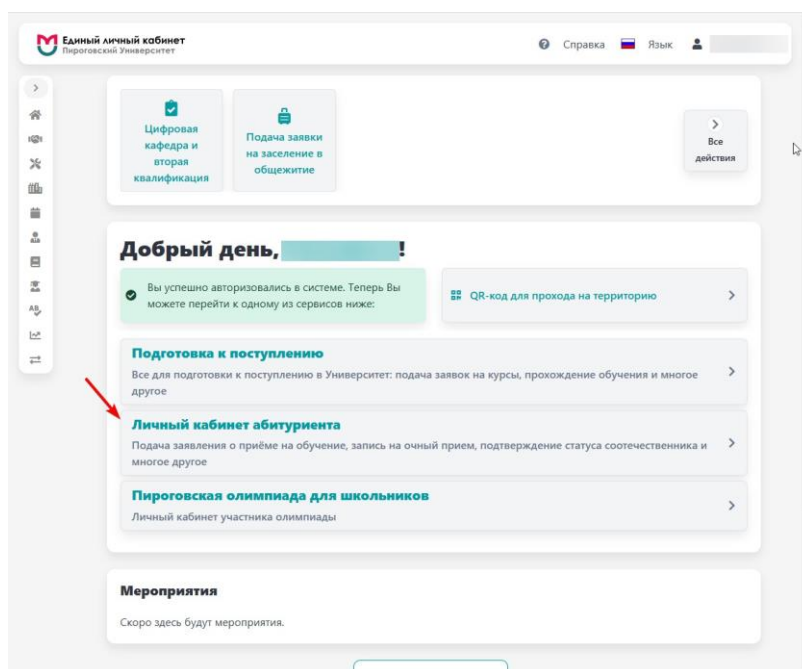 Единый личный кабинет
Пироговский Университет
Справка
Язык
Цифровая
кафедра и
вторая
квалификация
Подача заявки
на заселение в
общежитие
Все
действия
Добрый день, !
Вы успешно авторизовались в системе. Теперь Вы
можете перейти к одному из сервисов ниже:
QR-код для прохода на территорию
Подготовка к поступлению
Все для подготовки к поступлению в Университет: подача заявок на курсы, прохождение обучения и многое
другое
Личный кабинет абитуриента
Подача заявления о приёме на обучение, запись на очный прием, подтверждение статуса соотечественника и
многое другое
Пироговская олимпиада для школьников
Личный кабинет участника олимпиады
Мероприятия
Скоро здесь будут мероприятия.